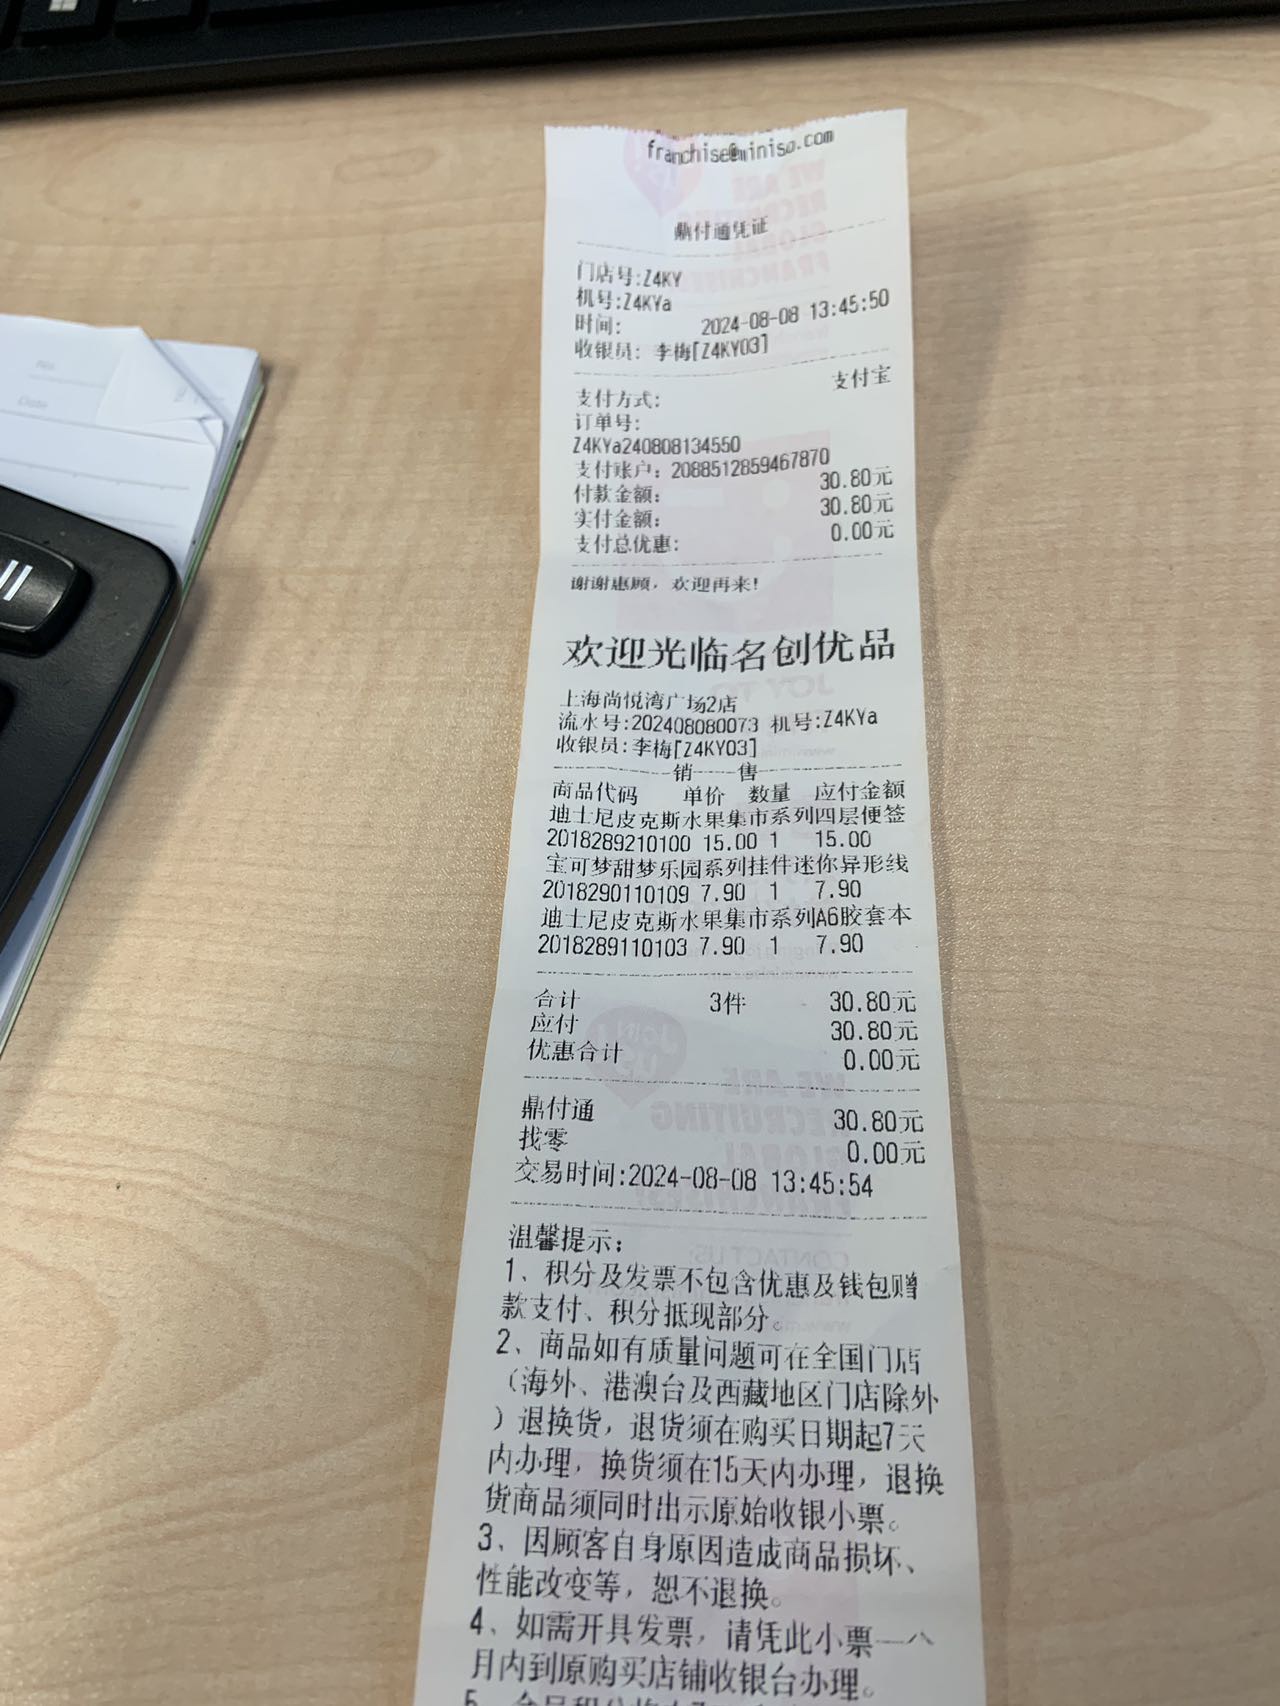 franchise@miniso.com
鼎付通凭证
门店号:Z4KY
机号:Z4KYa
时间: 2024-08-08 13:45:50
收银员: 李梅[Z4KY03]
支付方式: 支付宝
订单号:
Z4KYa240808134550
支付账户: 2088512859467870
付款金额: 30.80元
实付金额: 30.80元
支付总优惠: 0.00元
谢谢惠顾，欢迎再来!
欢迎光临名创优品
上海尚悦湾广场2店
流水号:202408080073 机号:Z4KYa
收银员:李梅[Z4KY03]
销 售
商品代码 单价 数量 应付金额
迪士尼皮克斯水果集市系列四层便签
2018289210100 15.00 1 15.00
宝可梦甜梦乐园系列挂件迷你异形线
2018290110109 7.90 1 7.90
迪士尼皮克斯水果集市系列A6胶套本
2018289110103 7.90 1 7.90
合计 3件 30.80元
应付 30.80元
优惠合计 0.00元
鼎付通 30.80元
找零 0.00元
交易时间:2024-08-08 13:45:54
温馨提示:
1、积分及发票不包含优惠及钱包赠
款支付、积分抵现部分。
2、商品如有质量问题可在全国门店
（海外、港澳台及西藏地区门店除外
）退换货，退货须在购买日期起7天
内办理，换货须在15天内办理，退换
货商品须同时出示原始收银小票。
3、因顾客自身原因造成商品损坏、
性能改变等，恕不退换。
4、如需开具发票，请凭此小票一个
月内到原购买店铺收银台办理。